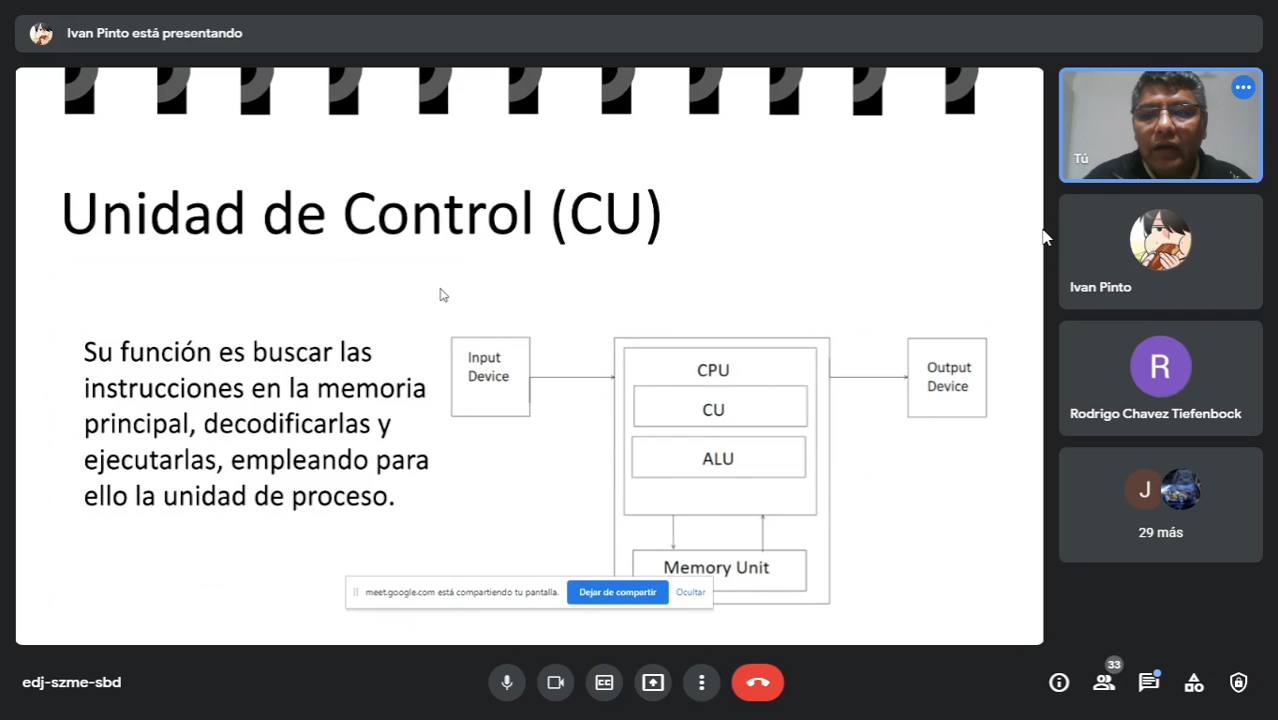 Ivan Pinto está presentando
Unidad de Control (CU)
Su función es buscar las
instrucciones en la memoria
principal, decodificarlas y
ejecutarlas, empleando para
ello la unidad de proceso.
Input
Device
CPU
CU
ALU
Memory Unit
Output
Device
meet.google.com está compartiendo tu pantalla.
Dejar de compartir
Ocultar
Tú
Ivan Pinto
R
Rodrigo Chavez Tiefenbock
J
29 más
edj-szme-sbd
CC
33